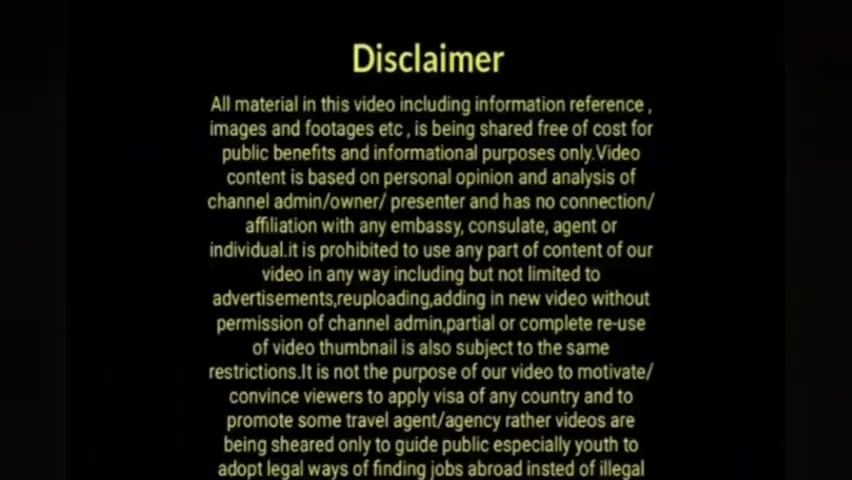 Disclaimer
All material in this video including information reference ,
images and footages etc , is being shared free of cost for
public benefits and informational purposes only.Video
content is based on personal opinion and analysis of
channel admin/owner/ presenter and has no connection/
affiliation with any embassy, consulate, agent or
individual.it is prohibited to use any part of content of our
video in any way including but not limited to
advertisements,reuploading,adding in new video without
permission of channel admin,partial or complete re-use
of video thumbnail is also subject to the same
restrictions.It is not the purpose of our video to motivate/
convince viewers to apply visa of any country and to
promote some travel agent/agency rather videos are
being sheared only to guide public especially youth to
adopt legal ways of finding jobs abroad insted of illegal